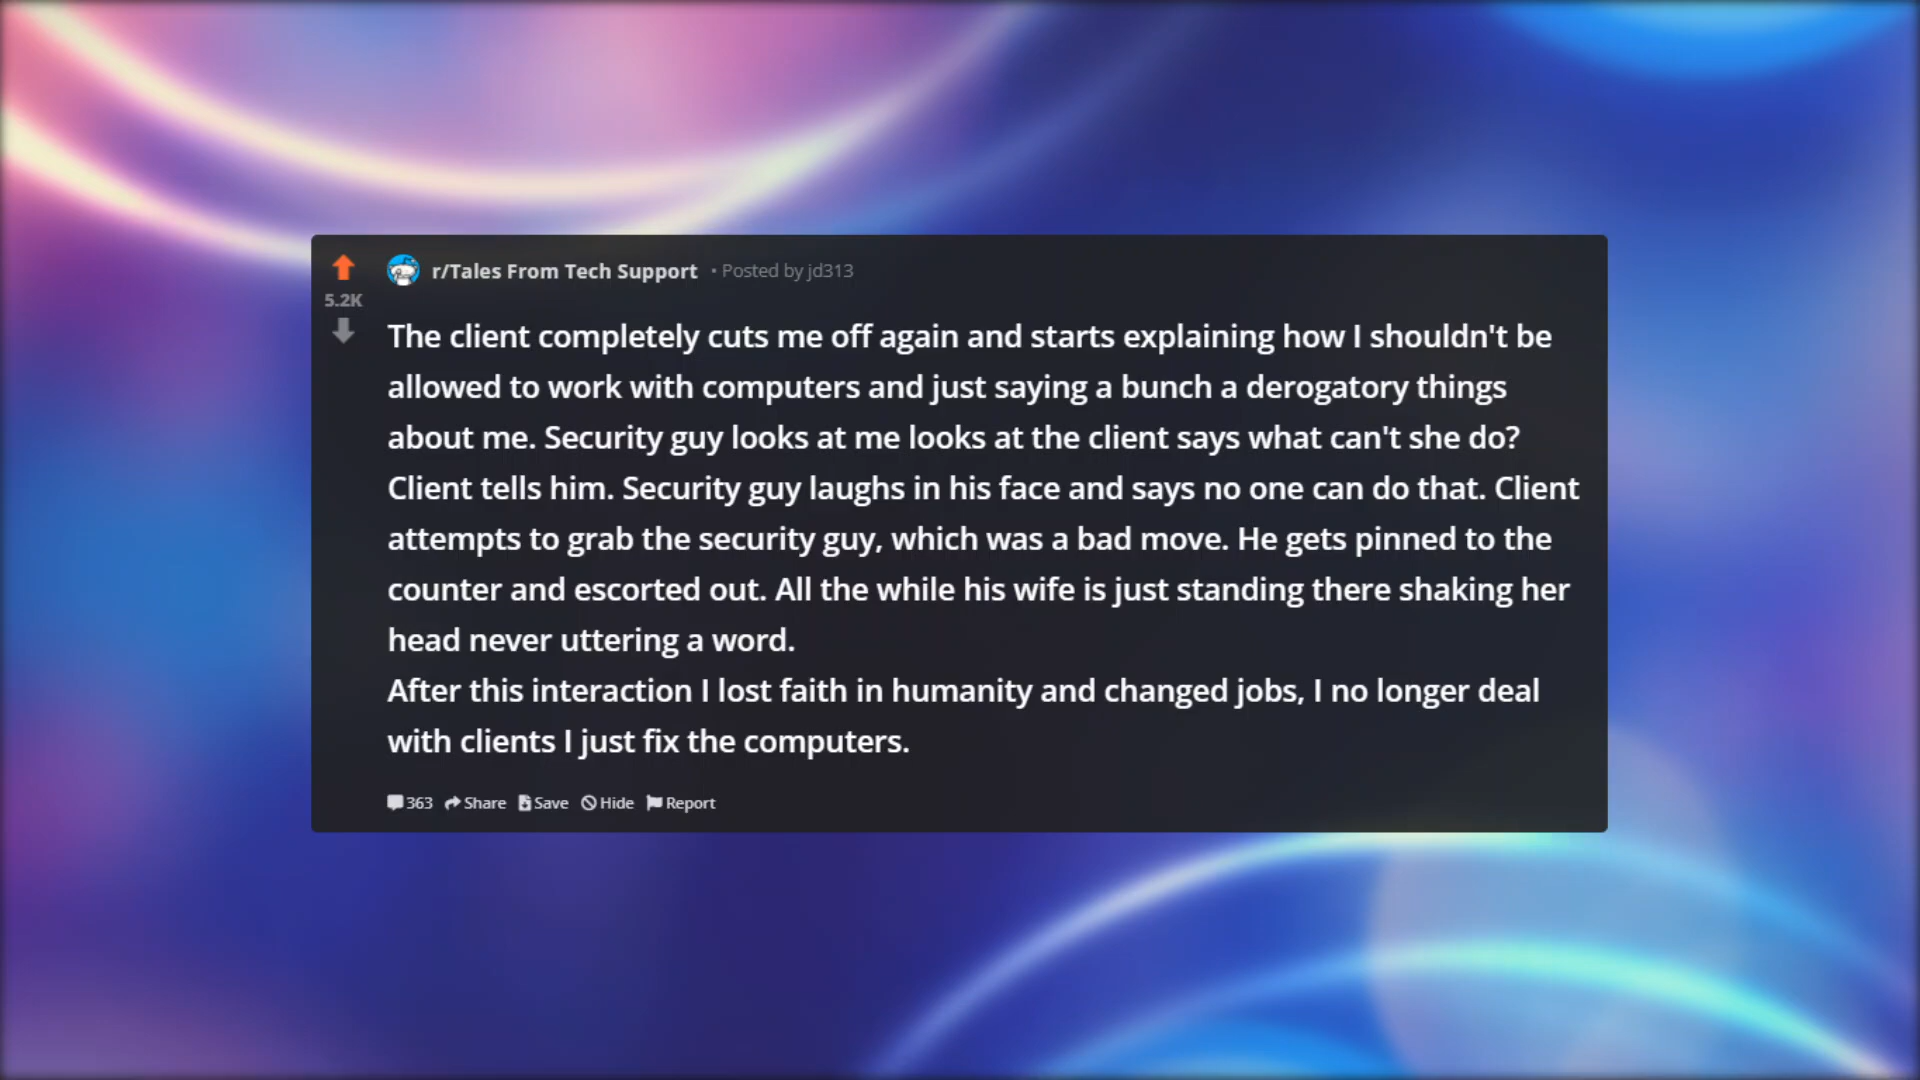 r/Tales From Tech Support • Posted by jd313
5.2K
The client completely cuts me off again and starts explaining how I shouldn't be
allowed to work with computers and just saying a bunch a derogatory things
about me. Security guy looks at me looks at the client says what can't she do?
Client tells him. Security guy laughs in his face and says no one can do that. Client
attempts to grab the security guy, which was a bad move. He gets pinned to the
counter and escorted out. All the while his wife is just standing there shaking her
head never uttering a word.
After this interaction I lost faith in humanity and changed jobs, I no longer deal
with clients I just fix the computers.
363 Share Save Hide Report